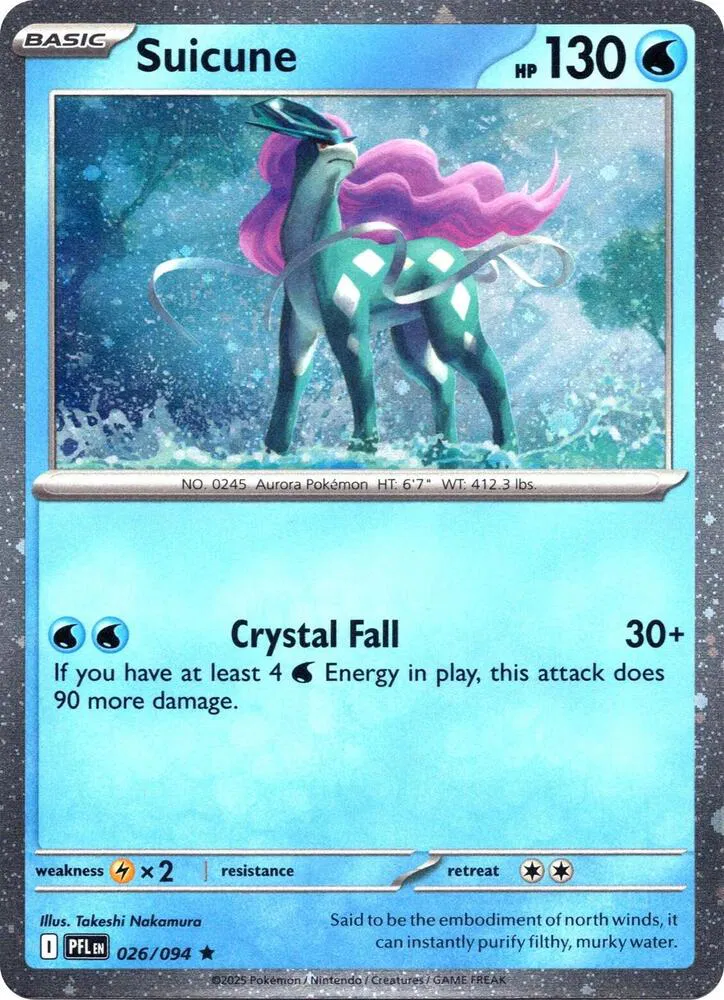 BASIC
Suicune
HP 130
NO. 0245 Aurora Pokémon HT: 6'7" WT: 412.3 lbs.
Crystal Fall 30+
If you have at least 4 Energy in play, this attack does
90 more damage.
weakness ×2 resistance retreat
Illus. Takeshi Nakamura
Said to be the embodiment of north winds, it
can instantly purify filthy, murky water.
I PFL EN 026/094 ★
©2025 Pokémon / Nintendo / Creatures / GAME FREAK